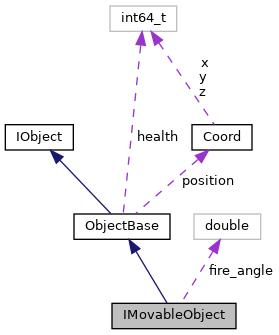 int64_t
x
y
z
IObject
health
Coord
position
ObjectBase
double
fire_angle
IMovableObject